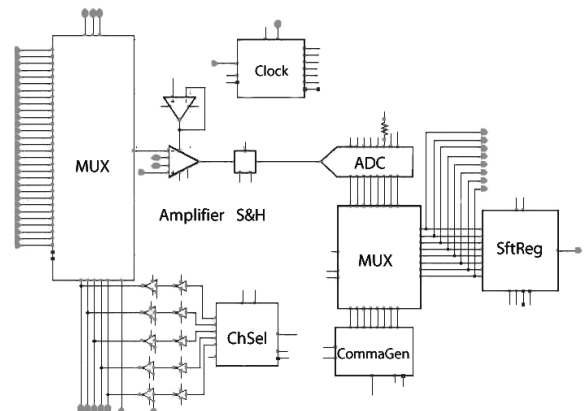 Clock
MUX
ADC
Amplifier S&H
MUX
SftReg
ChSel
CommaGen